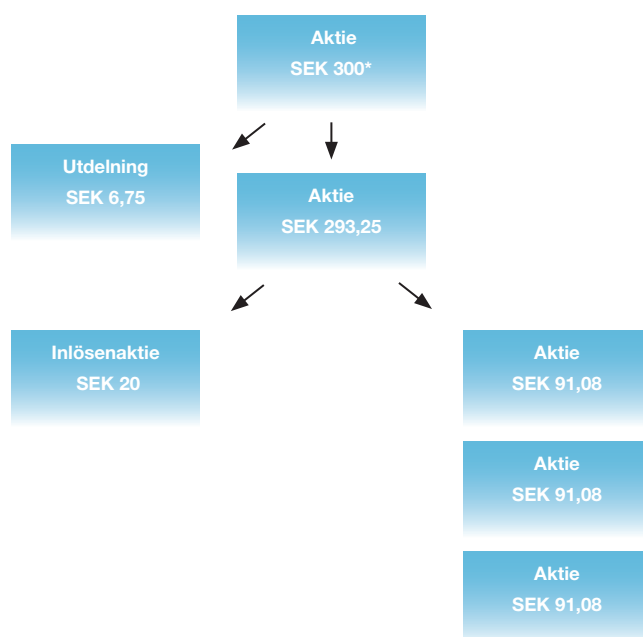 Aktie
SEK 300*
Utdelning
SEK 6,75
Aktie
SEK 293,25
Inlösenaktie
SEK 20
Aktie
SEK 91,08
Aktie
SEK 91,08
Aktie
SEK 91,08